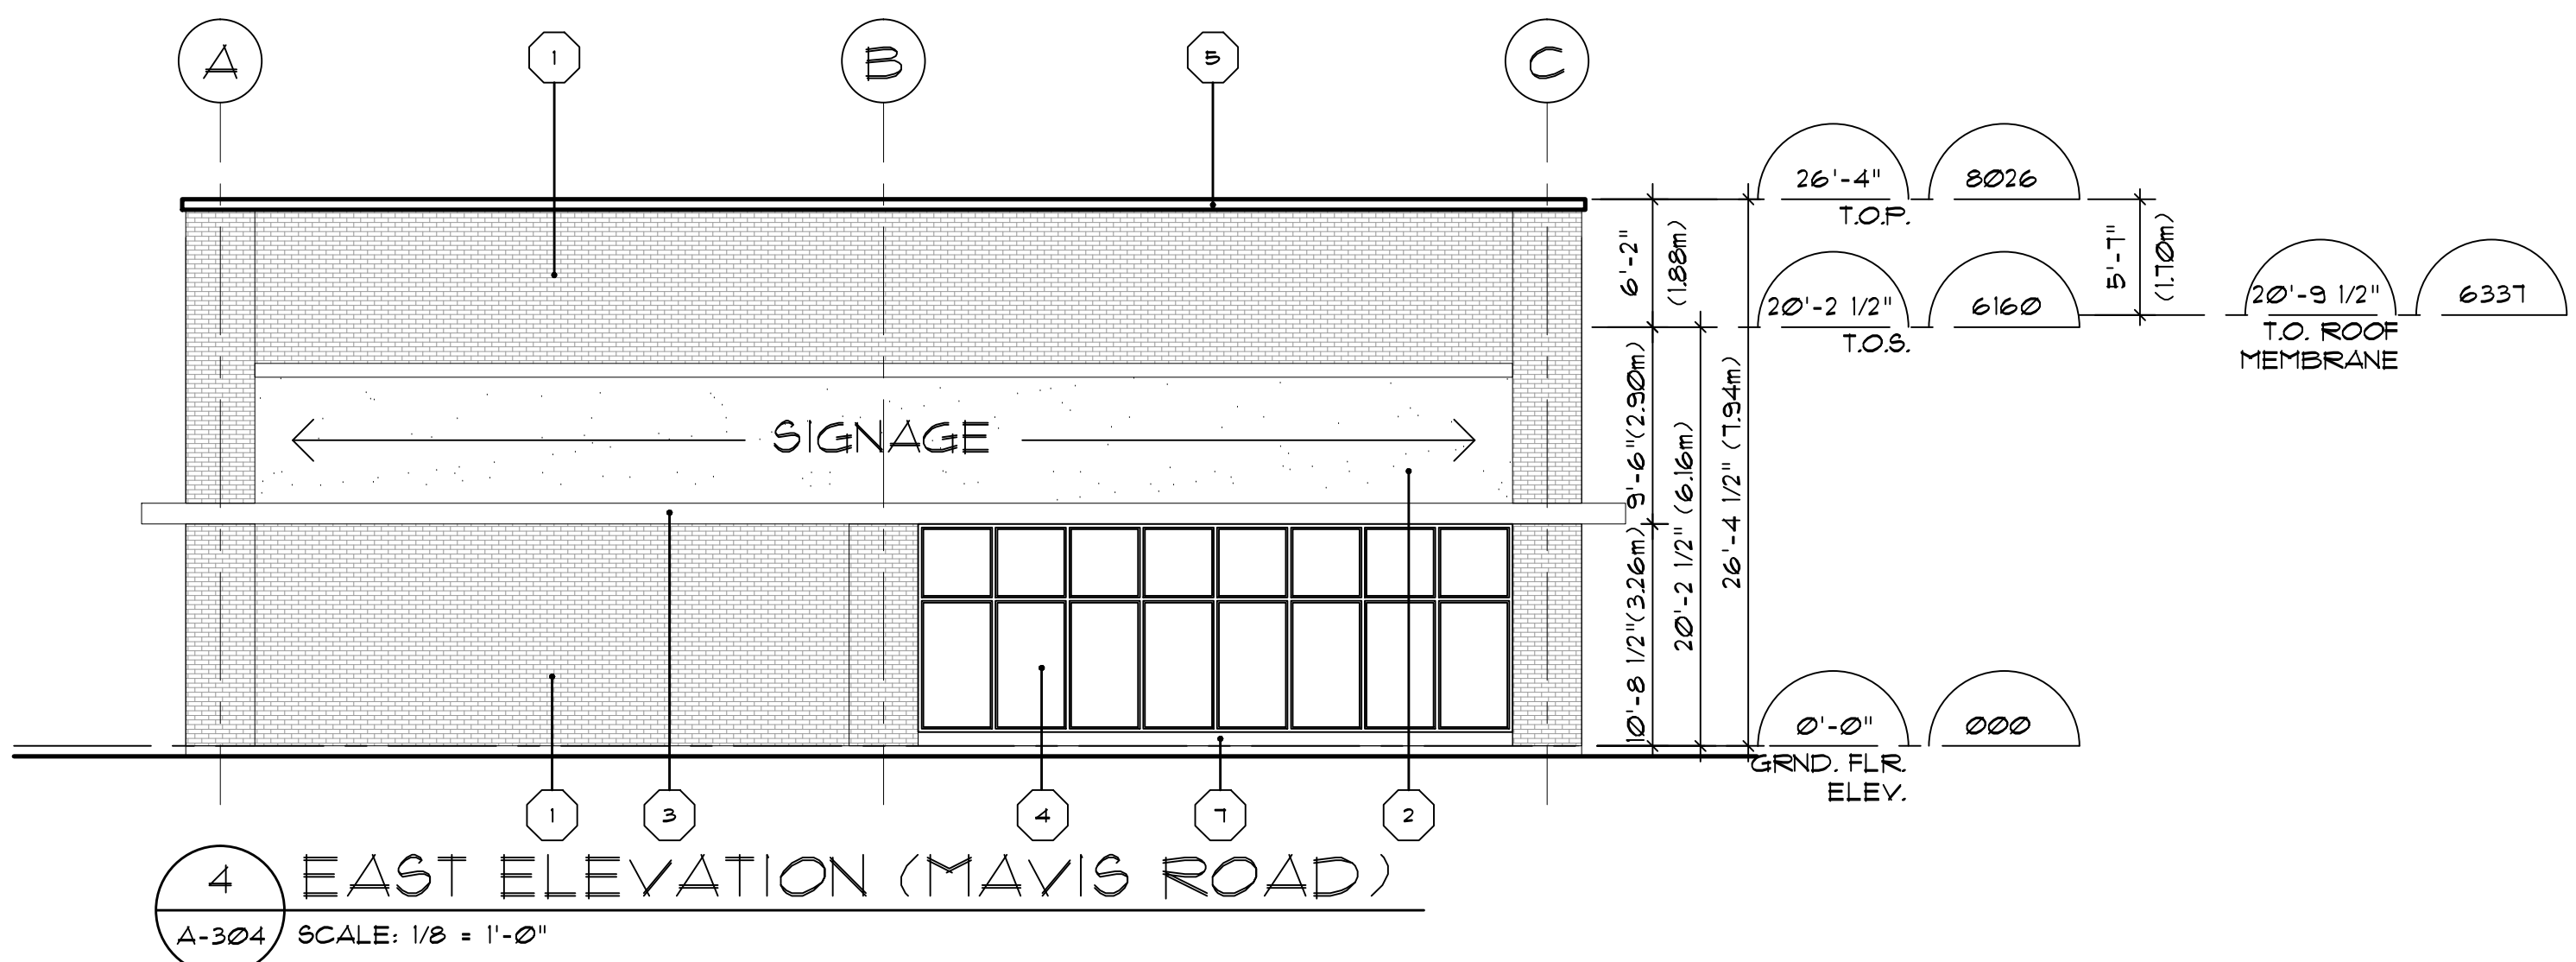 A
1
B
5
C
26'-4"
8026
T.O.P.
6'-2"
(1.88m)
5'-7"
(1.70m)
20'-2 1/2"
6160
T.O.S.
20'-9 1/2"
6337
T.O. ROOF
MEMBRANE
SIGNAGE
9'-6"(2.90m)
10'-8 1/2"(3.26m)
20'-2 1/2" (6.16m)
26'-4 1/2" (7.94m)
0'-0"
000
GRND. FLR.
ELEV.
1
3
4
7
2
4
EAST ELEVATION (MAVIS ROAD)
A-304
SCALE: 1/8 = 1'-0"